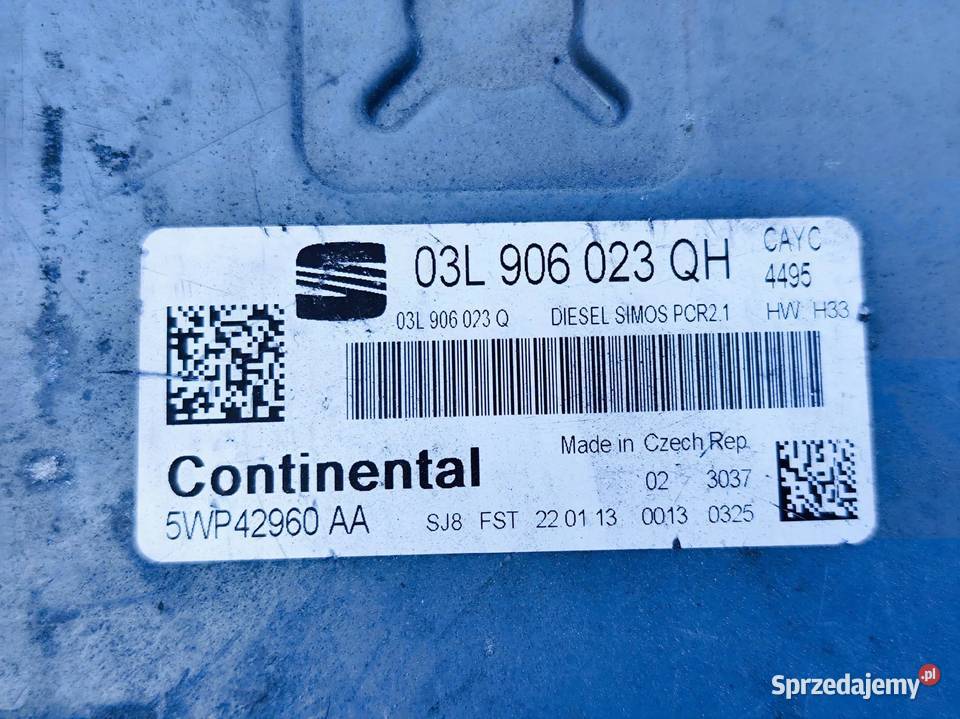 03L 906 023 QH
CAYC
4495
03L 906 023 Q DIESEL SIMOS PCR2.1 HW H33
Made in Czech Rep.
Continental
02 3037
5WP42960 AA SJ8 FST 22 01 13 0013 0325
Sprzedajemy.pl